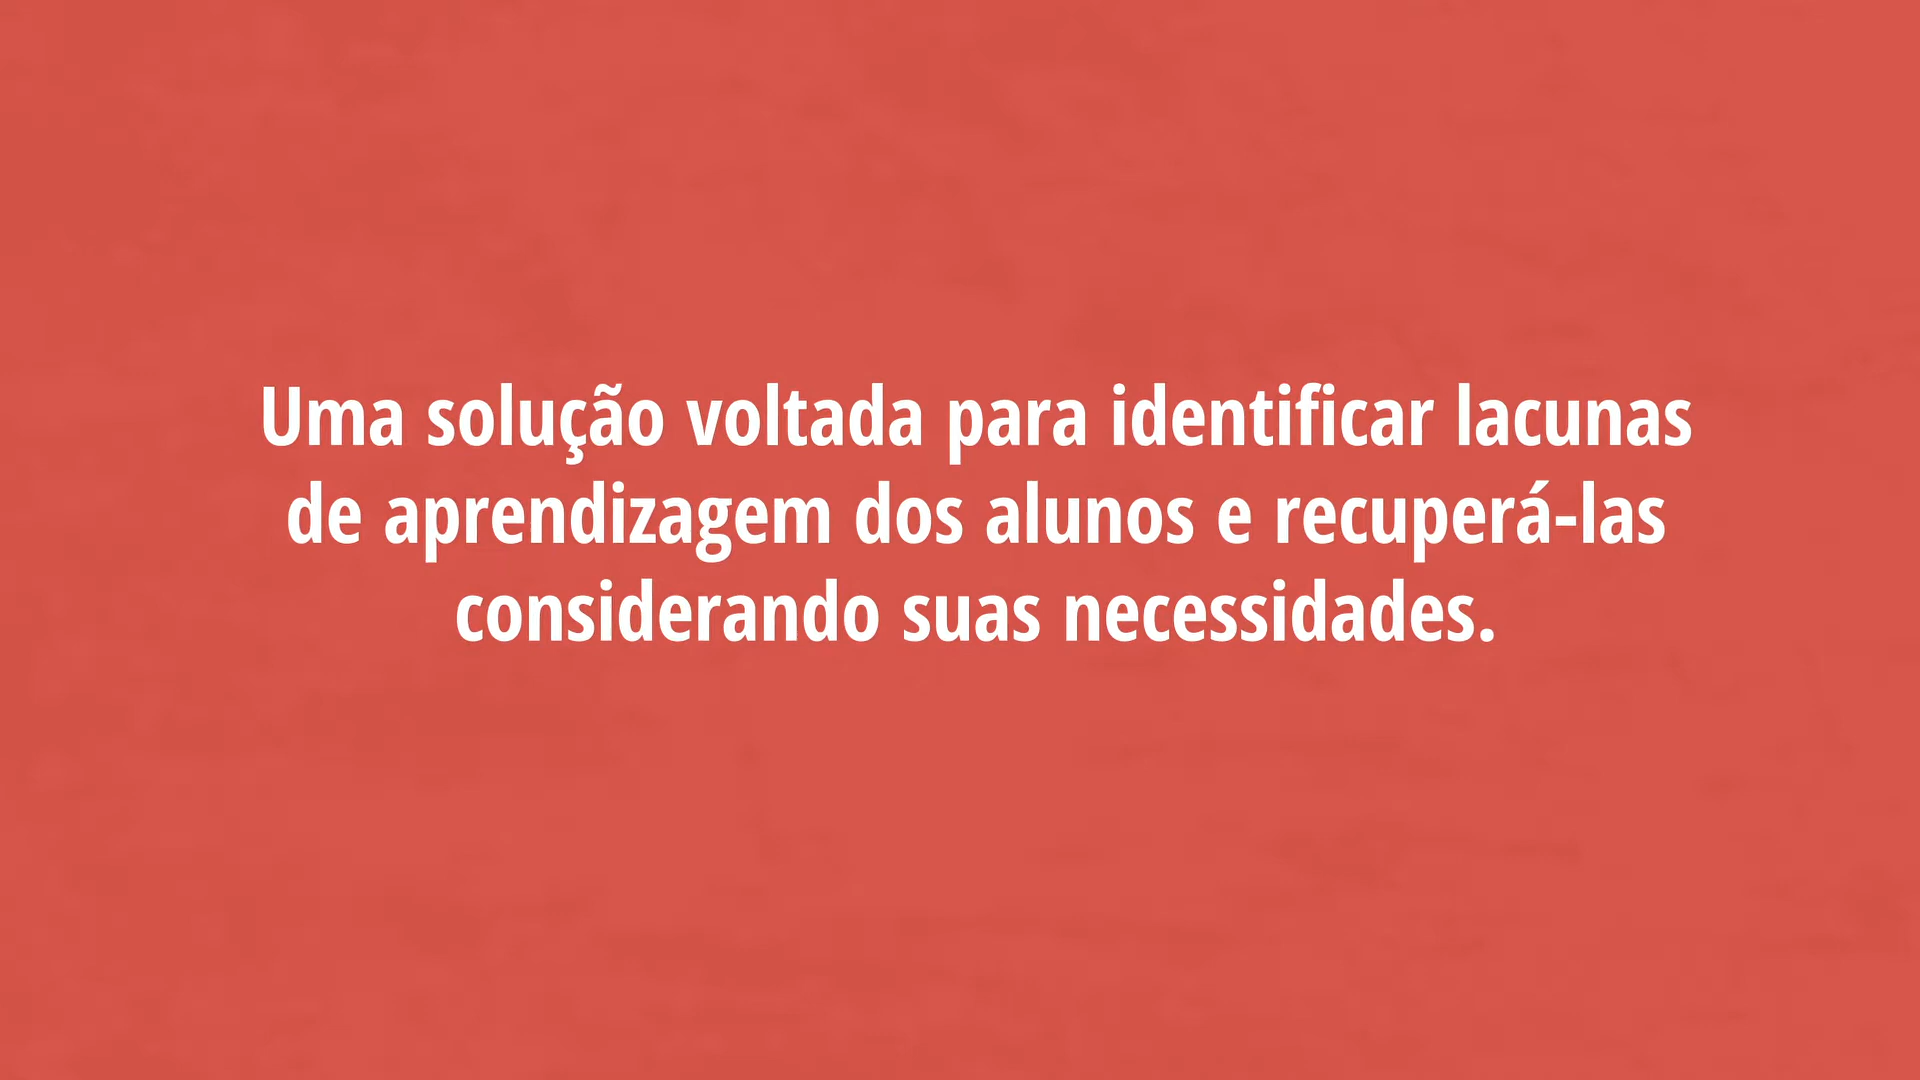 Uma solução voltada para identificar lacunas
de aprendizagem dos alunos e recuperá-las
considerando suas necessidades.